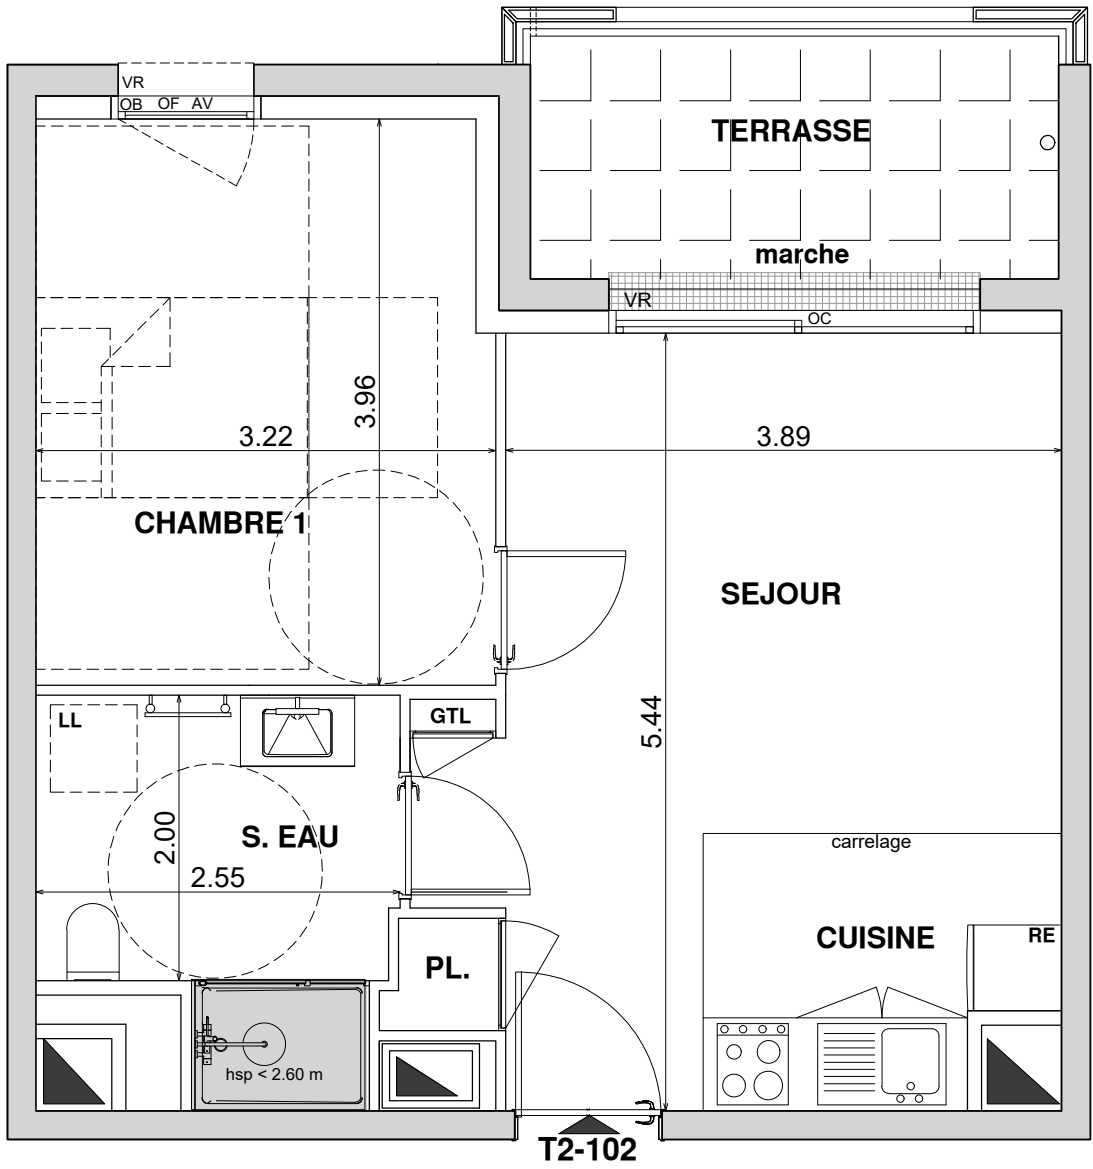 VR
OB OF AV
TERRASSE
marche
VR
OC
3.96
3.22
3.89
CHAMBRE 1
SEJOUR
LL
GTL
5.44
2.00
S. EAU
carrelage
2.55
CUISINE
RE
PL.
hsp < 2.60 m
T2-102